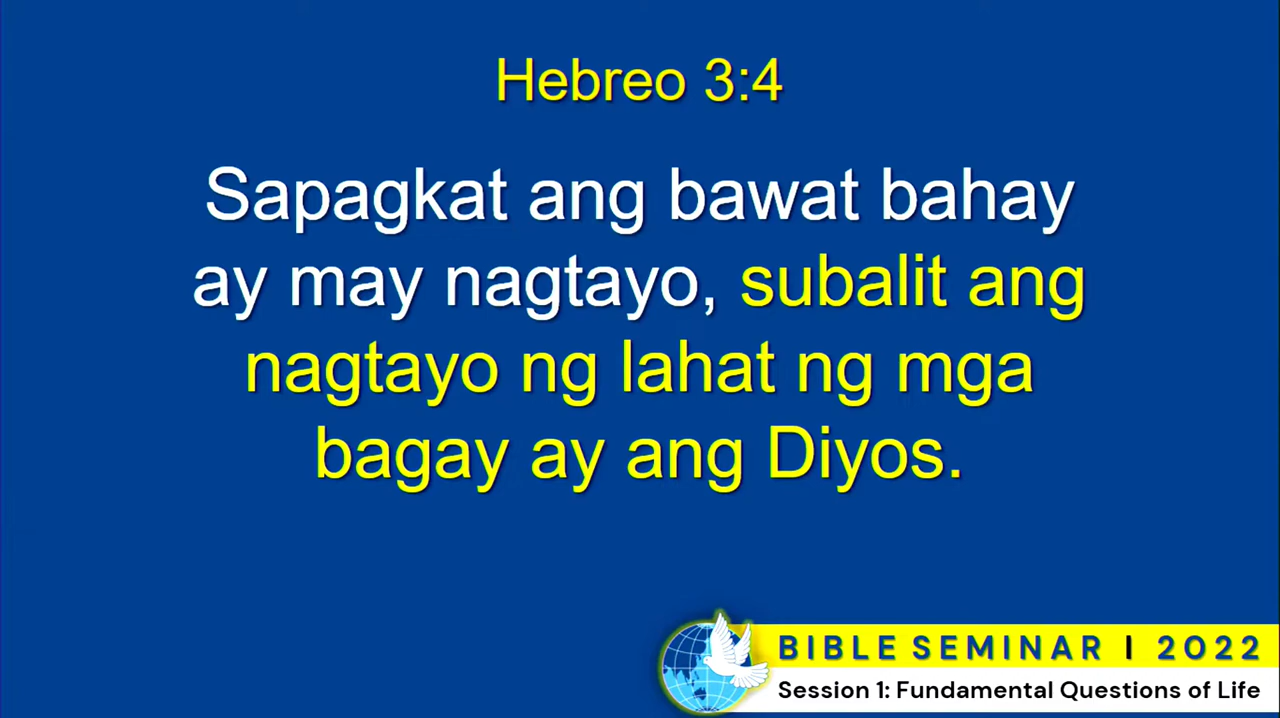 Hebreo 3:4
Sapagkat ang bawat bahay
ay may nagtayo, subalit ang
nagtayo ng lahat ng mga
bagay ay ang Diyos.
BIBLE SEMINAR | 2022
Session 1: Fundamental Questions of Life